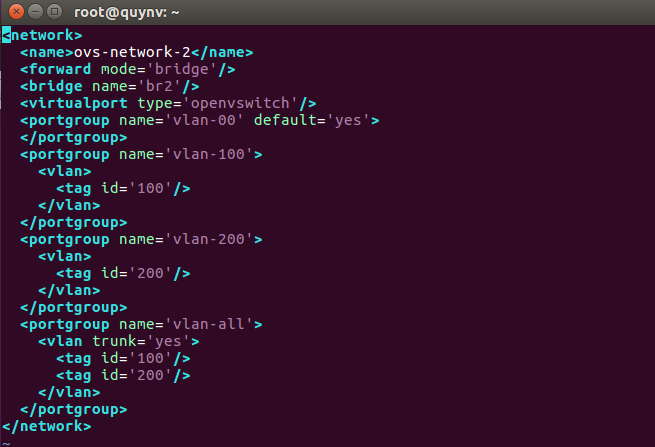 root@quynv: ~
<network>
  <name>ovs-network-2</name>
  <forward mode='bridge'/>
  <bridge name='br2'/>
  <virtualport type='openvswitch'/>
  <portgroup name='vlan-00' default='yes'>
  </portgroup>
  <portgroup name='vlan-100'>
    <vlan>
      <tag id='100'/>
    </vlan>
  </portgroup>
  <portgroup name='vlan-200'>
    <vlan>
      <tag id='200'/>
    </vlan>
  </portgroup>
  <portgroup name='vlan-all'>
    <vlan trunk='yes'>
      <tag id='100'/>
      <tag id='200'/>
    </vlan>
  </portgroup>
</network>
~